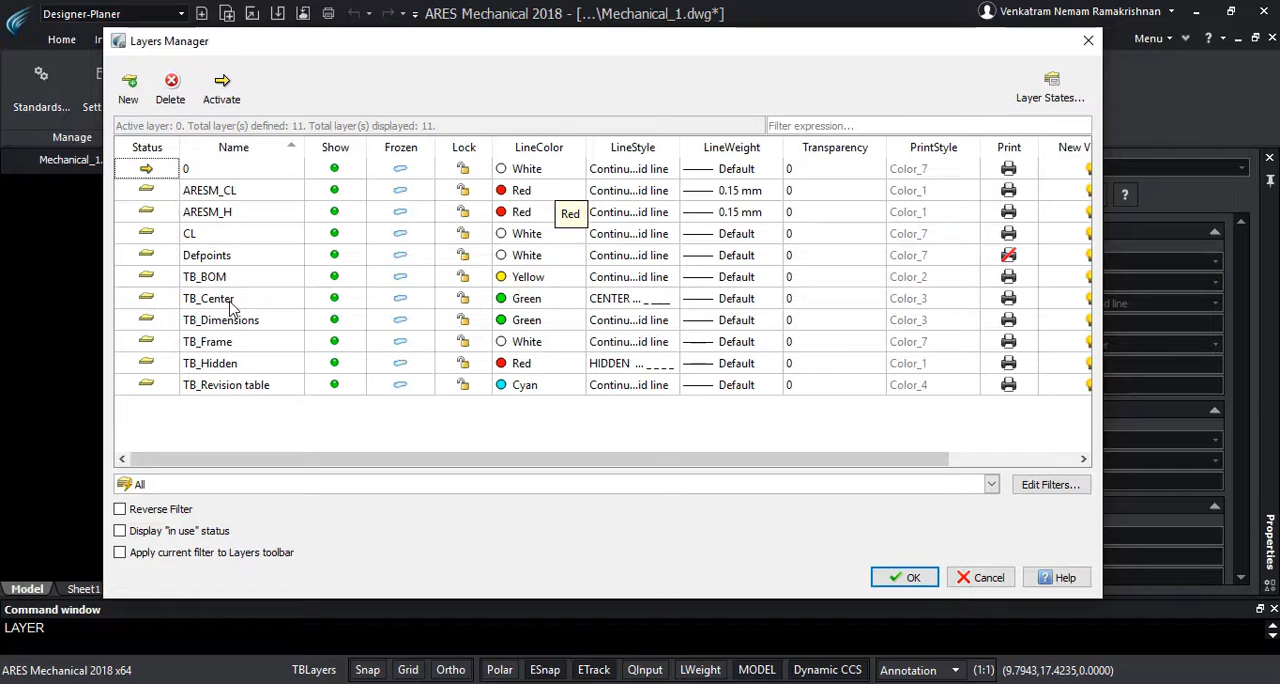 Designer-Planer
ARES Mechanical 2018 - [...\Mechanical_1.dwg*]
Venkatram Nemam Ramakrishnan
Home
Menu
?
Layers Manager
Standards...
Manage
Mechanical_1.
New
Delete
Activate
Layer States...
Active layer: 0. Total layer(s) defined: 11. Total layer(s) displayed: 11.
Filter expression...
Status Name Show Frozen Lock LineColor LineStyle LineWeight Transparency PrintStyle Print New V
0 White Continu...id line Default 0 Color_7
ARESM_CL Red Continu...id line 0.15 mm 0 Color_1
ARESM_H Red Continu...id line 0.15 mm 0 Color_1
Red
CL White Continu...id line Default 0 Color_7
Defpoints White Continu...id line Default 0 Color_7
TB_BOM Yellow Continu...id line Default 0 Color_2
TB_Center Green CENTER ... Default 0 Color_3
TB_Dimensions Green Continu...id line Default 0 Color_3
TB_Frame White Continu...id line Default 0 Color_7
TB_Hidden Red HIDDEN ... Default 0 Color_1
TB_Revision table Cyan Continu...id line Default 0 Color_4
All
Edit Filters...
Reverse Filter
Display "in use" status
Apply current filter to Layers toolbar
OK
Cancel
? Help
?
id line
Properties
Model
Sheet1
Command window
LAYER
ARES Mechanical 2018 x64
TBLayers Snap Grid Ortho Polar ESnap ETrack QInput LWeight MODEL Dynamic CCS Annotation (1:1) (9.7943,17.4235,0.0000)